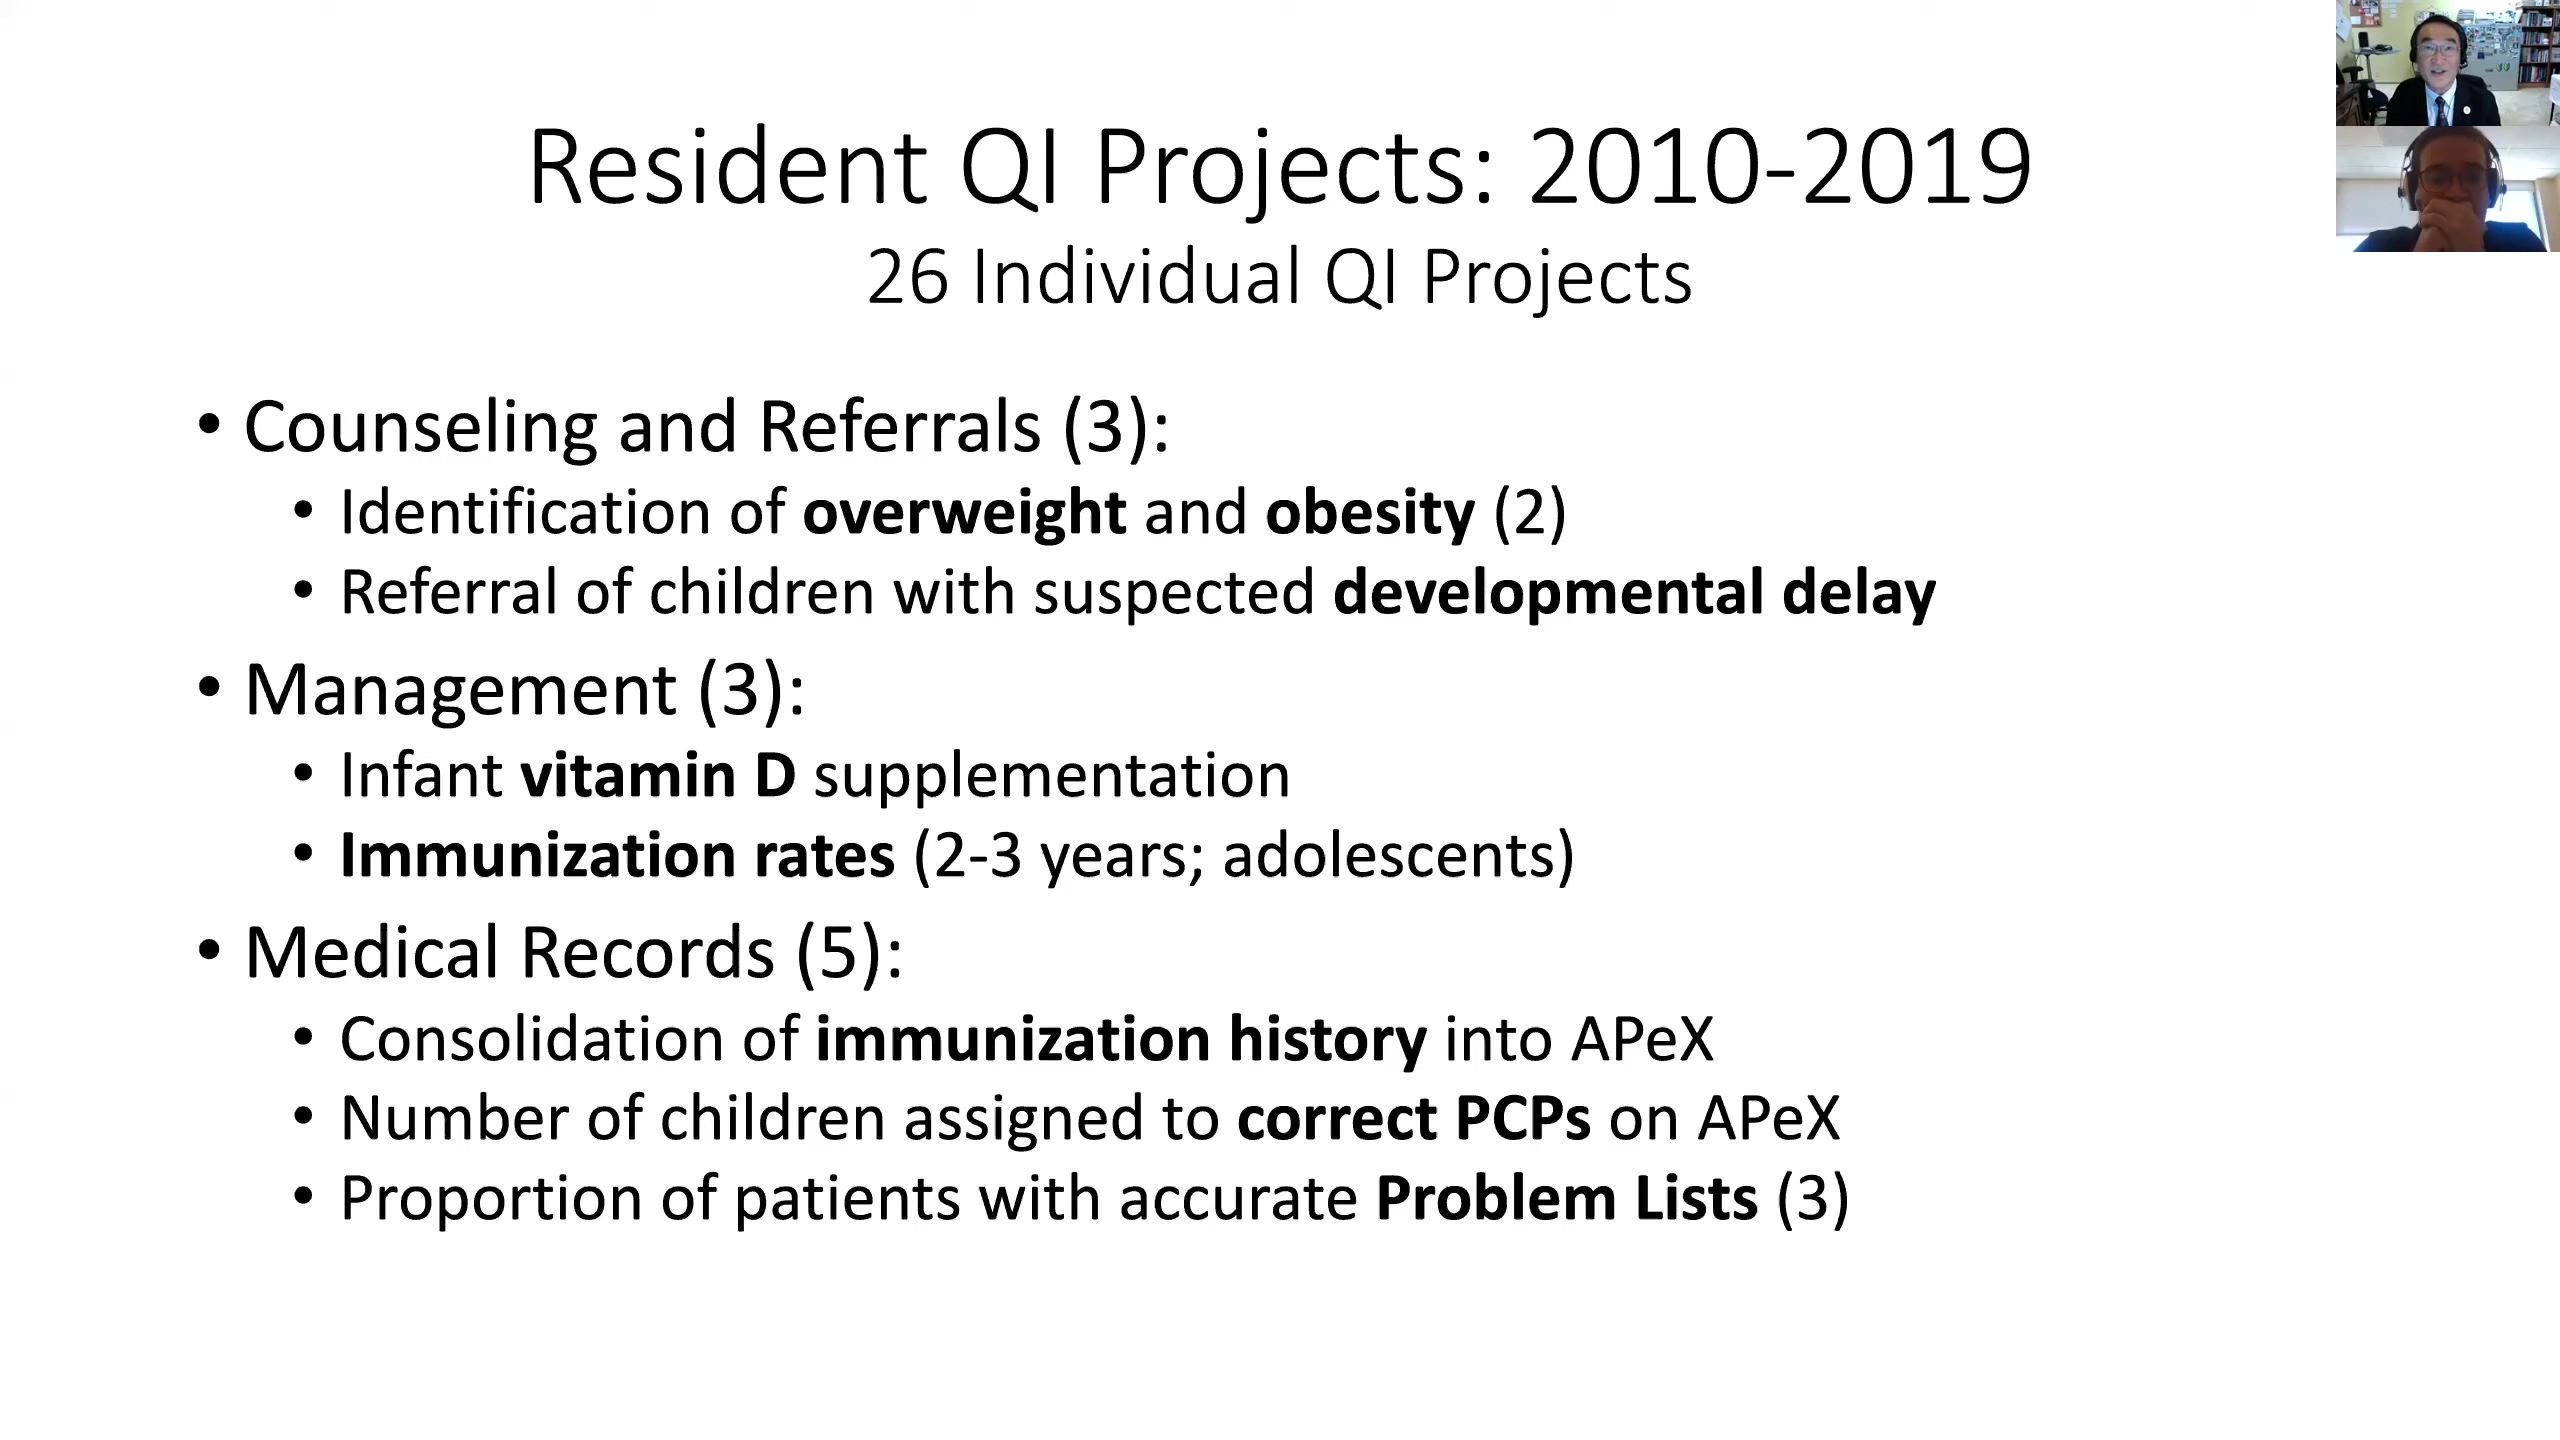 Resident QI Projects: 2010-2019
26 Individual QI Projects
• Counseling and Referrals (3):
• Identification of overweight and obesity (2)
• Referral of children with suspected developmental delay
• Management (3):
• Infant vitamin D supplementation
• Immunization rates (2-3 years; adolescents)
• Medical Records (5):
• Consolidation of immunization history into APeX
• Number of children assigned to correct PCPs on APeX
• Proportion of patients with accurate Problem Lists (3)